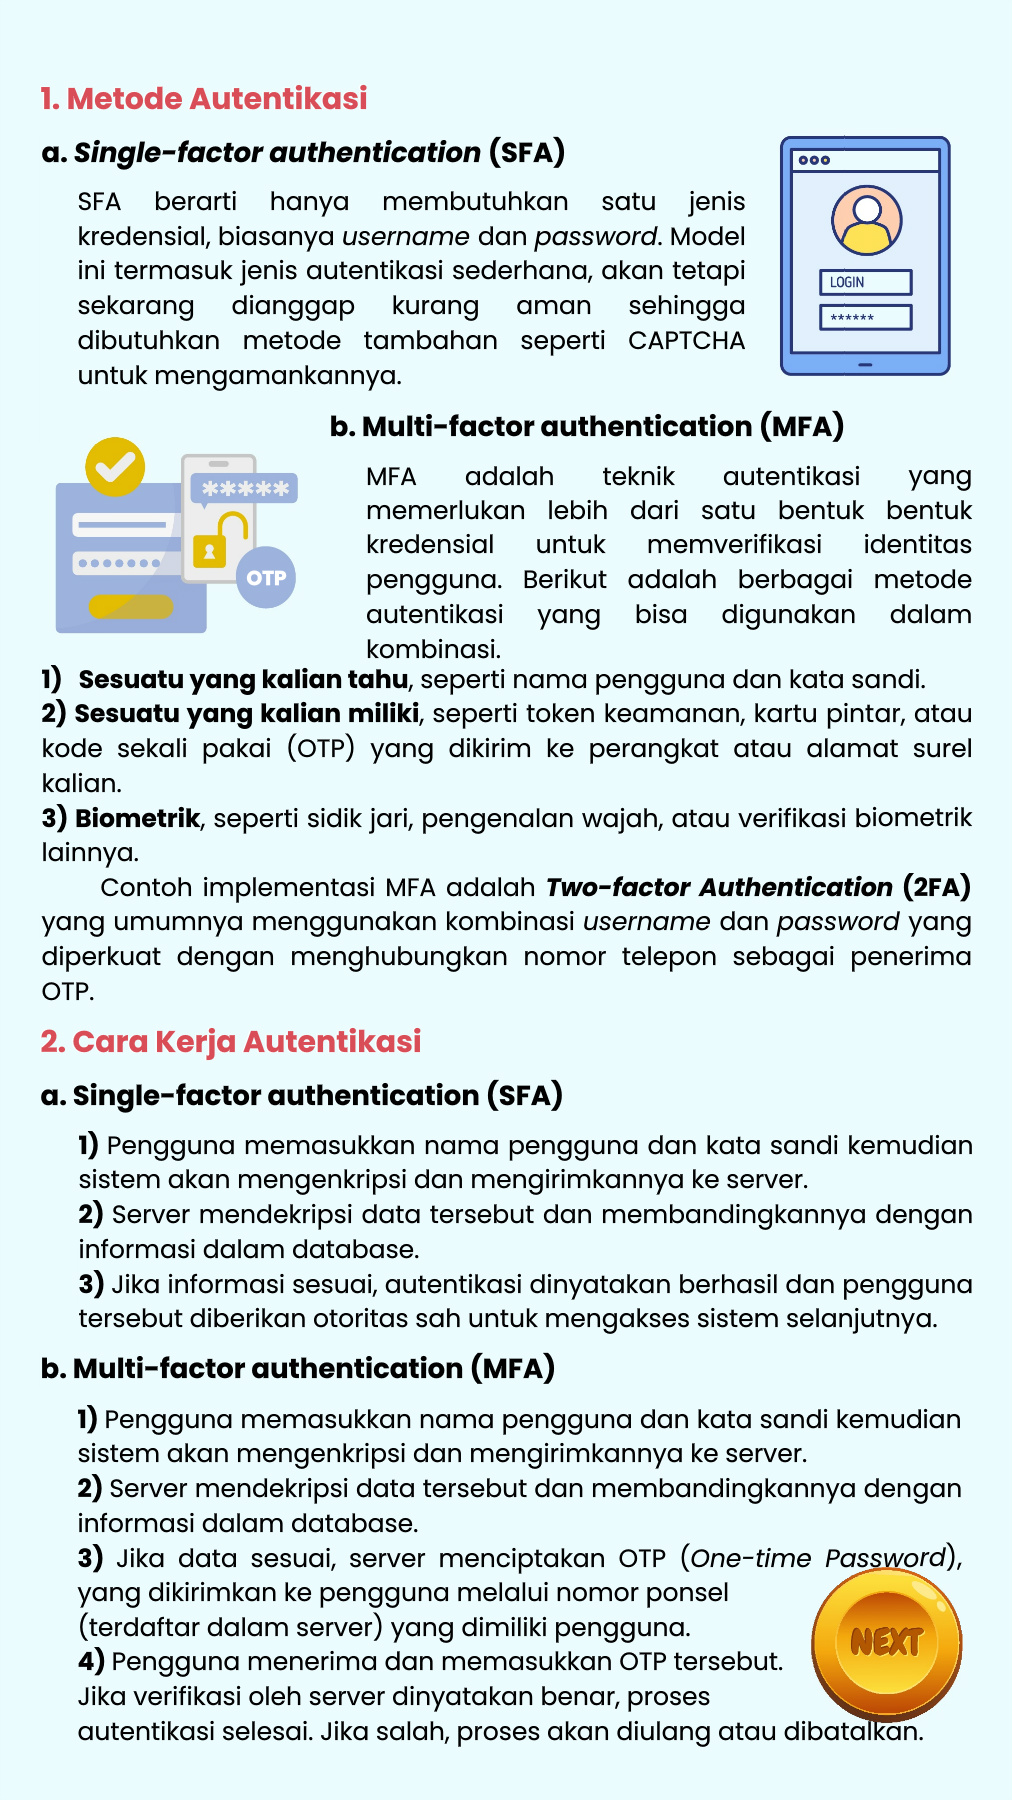 1. Metode Autentikasi
a. Single-factor authentication (SFA)
SFA berarti hanya membutuhkan satu jenis
kredensial, biasanya username dan password. Model
ini termasuk jenis autentikasi sederhana, akan tetapi
sekarang dianggap kurang aman sehingga
dibutuhkan metode tambahan seperti CAPTCHA
untuk mengamankannya.
LOGIN
******
b. Multi-factor authentication (MFA)
MFA adalah teknik autentikasi yang
memerlukan lebih dari satu bentuk bentuk
kredensial untuk memverifikasi identitas
pengguna. Berikut adalah berbagai metode
autentikasi yang bisa digunakan dalam
kombinasi.
*****
OTP
1) Sesuatu yang kalian tahu, seperti nama pengguna dan kata sandi.
2) Sesuatu yang kalian miliki, seperti token keamanan, kartu pintar, atau
kode sekali pakai (OTP) yang dikirim ke perangkat atau alamat surel
kalian.
3) Biometrik, seperti sidik jari, pengenalan wajah, atau verifikasi biometrik
lainnya.
Contoh implementasi MFA adalah Two-factor Authentication (2FA)
yang umumnya menggunakan kombinasi username dan password yang
diperkuat dengan menghubungkan nomor telepon sebagai penerima
OTP.
2. Cara Kerja Autentikasi
a. Single-factor authentication (SFA)
1) Pengguna memasukkan nama pengguna dan kata sandi kemudian
sistem akan mengenkripsi dan mengirimkannya ke server.
2) Server mendekripsi data tersebut dan membandingkannya dengan
informasi dalam database.
3) Jika informasi sesuai, autentikasi dinyatakan berhasil dan pengguna
tersebut diberikan otoritas sah untuk mengakses sistem selanjutnya.
b. Multi-factor authentication (MFA)
1) Pengguna memasukkan nama pengguna dan kata sandi kemudian
sistem akan mengenkripsi dan mengirimkannya ke server.
2) Server mendekripsi data tersebut dan membandingkannya dengan
informasi dalam database.
3) Jika data sesuai, server menciptakan OTP (One-time Password),
yang dikirimkan ke pengguna melalui nomor ponsel
(terdaftar dalam server) yang dimiliki pengguna.
4) Pengguna menerima dan memasukkan OTP tersebut.
Jika verifikasi oleh server dinyatakan benar, proses
autentikasi selesai. Jika salah, proses akan diulang atau dibatalkan.
NEXT